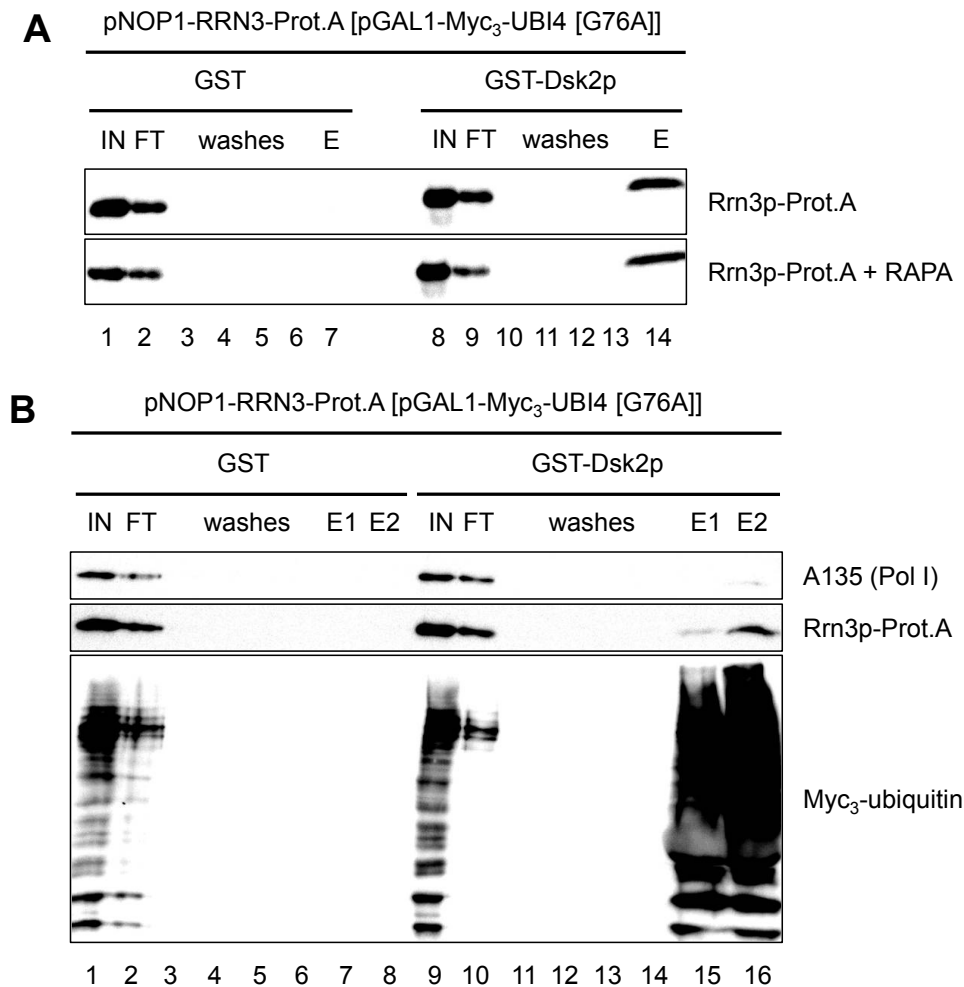 A
pNOP1-RRN3-Prot.A [pGAL1-Myc₃-UBI4 [G76A]]
GST GST-Dsk2p
IN FT washes E IN FT washes E
Rrn3p-Prot.A
Rrn3p-Prot.A + RAPA
1 2 3 4 5 6 7 8 9 10 11 12 13 14
B
pNOP1-RRN3-Prot.A [pGAL1-Myc₃-UBI4 [G76A]]
GST GST-Dsk2p
IN FT washes E1 E2 IN FT washes E1 E2
A135 (Pol I)
Rrn3p-Prot.A
Myc₃-ubiquitin
1 2 3 4 5 6 7 8 9 10 11 12 13 14 15 16